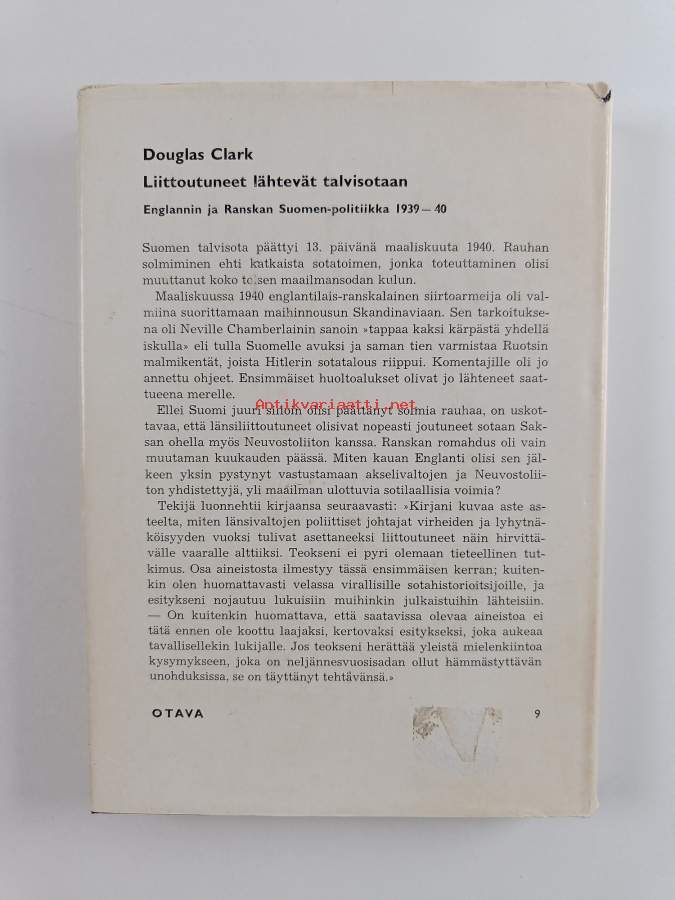 Douglas Clark
Liittoutuneet lähtevät talvisotaan
Englannin ja Ranskan Suomen-politiikka 1939–40
Suomen talvisota päättyi 13. päivänä maaliskuuta 1940. Rauhan
solmiminen ehti katkaista sotatoimen, jonka toteuttaminen olisi
muuttanut koko toisen maailmansodan kulun.
Maaliskuussa 1940 englantilais-ranskalainen siirtoarmeija oli val-
miina suorittamaan maihinnousun Skandinaviaan. Sen tarkoitukse-
na oli Neville Chamberlainin sanoin »tappaa kaksi kärpästä yhdellä
iskulla» eli tulla Suomelle avuksi ja saman tien varmistaa Ruotsin
malmikentät, joista Hitlerin sotatalous riippui. Komentajille oli jo
annettu ohjeet. Ensimmäiset huoltoalukset olivat jo lähteneet saat-
tueena merelle.
Antikvariaatti.net
Ellei Suomi juuri silloin olisi päättänyt solmia rauhaa, on uskot-
tavaa, että länsiliittoutuneet olisivat nopeasti joutuneet sotaan Sak-
san ohella myös Neuvostoliiton kanssa. Ranskan romahdus oli vain
muutaman kuukauden päässä. Miten kauan Englanti olisi sen jäl-
keen yksin pystynyt vastustamaan akselivaltojen ja Neuvostolii-
ton yhdistettyjä, yli maailman ulottuvia sotilaallisia voimia?
Tekijä luonnehtii kirjaansa seuraavasti: »Kirjani kuvaa aste as-
teelta, miten länsivaltojen poliittiset johtajat virheiden ja lyhytnä-
köisyyden vuoksi tulivat asettaneeksi liittoutuneet näin hirvittä-
välle vaaralle alttiiksi. Teokseni ei pyri olemaan tieteellinen tut-
kimus. Osa aineistosta ilmestyy tässä ensimmäisen kerran; kuiten-
kin olen huomattavasti velassa virallisille sotahistorioitsijoille, ja
esitykseni nojautuu lukuisiin muihinkin julkaistuihin lähteisiin.
— On kuitenkin huomattava, että saatavissa olevaa aineistoa ei
tätä ennen ole koottu laajaksi, kertovaksi esitykseksi, joka aukeaa
tavallisellekin lukijalle. Jos teokseni herättää yleistä mielenkiintoa
kysymykseen, joka on neljännesvuosisadan ollut hämmästyttävän
unohduksissa, se on täyttänyt tehtävänsä.»
OTAVA 9